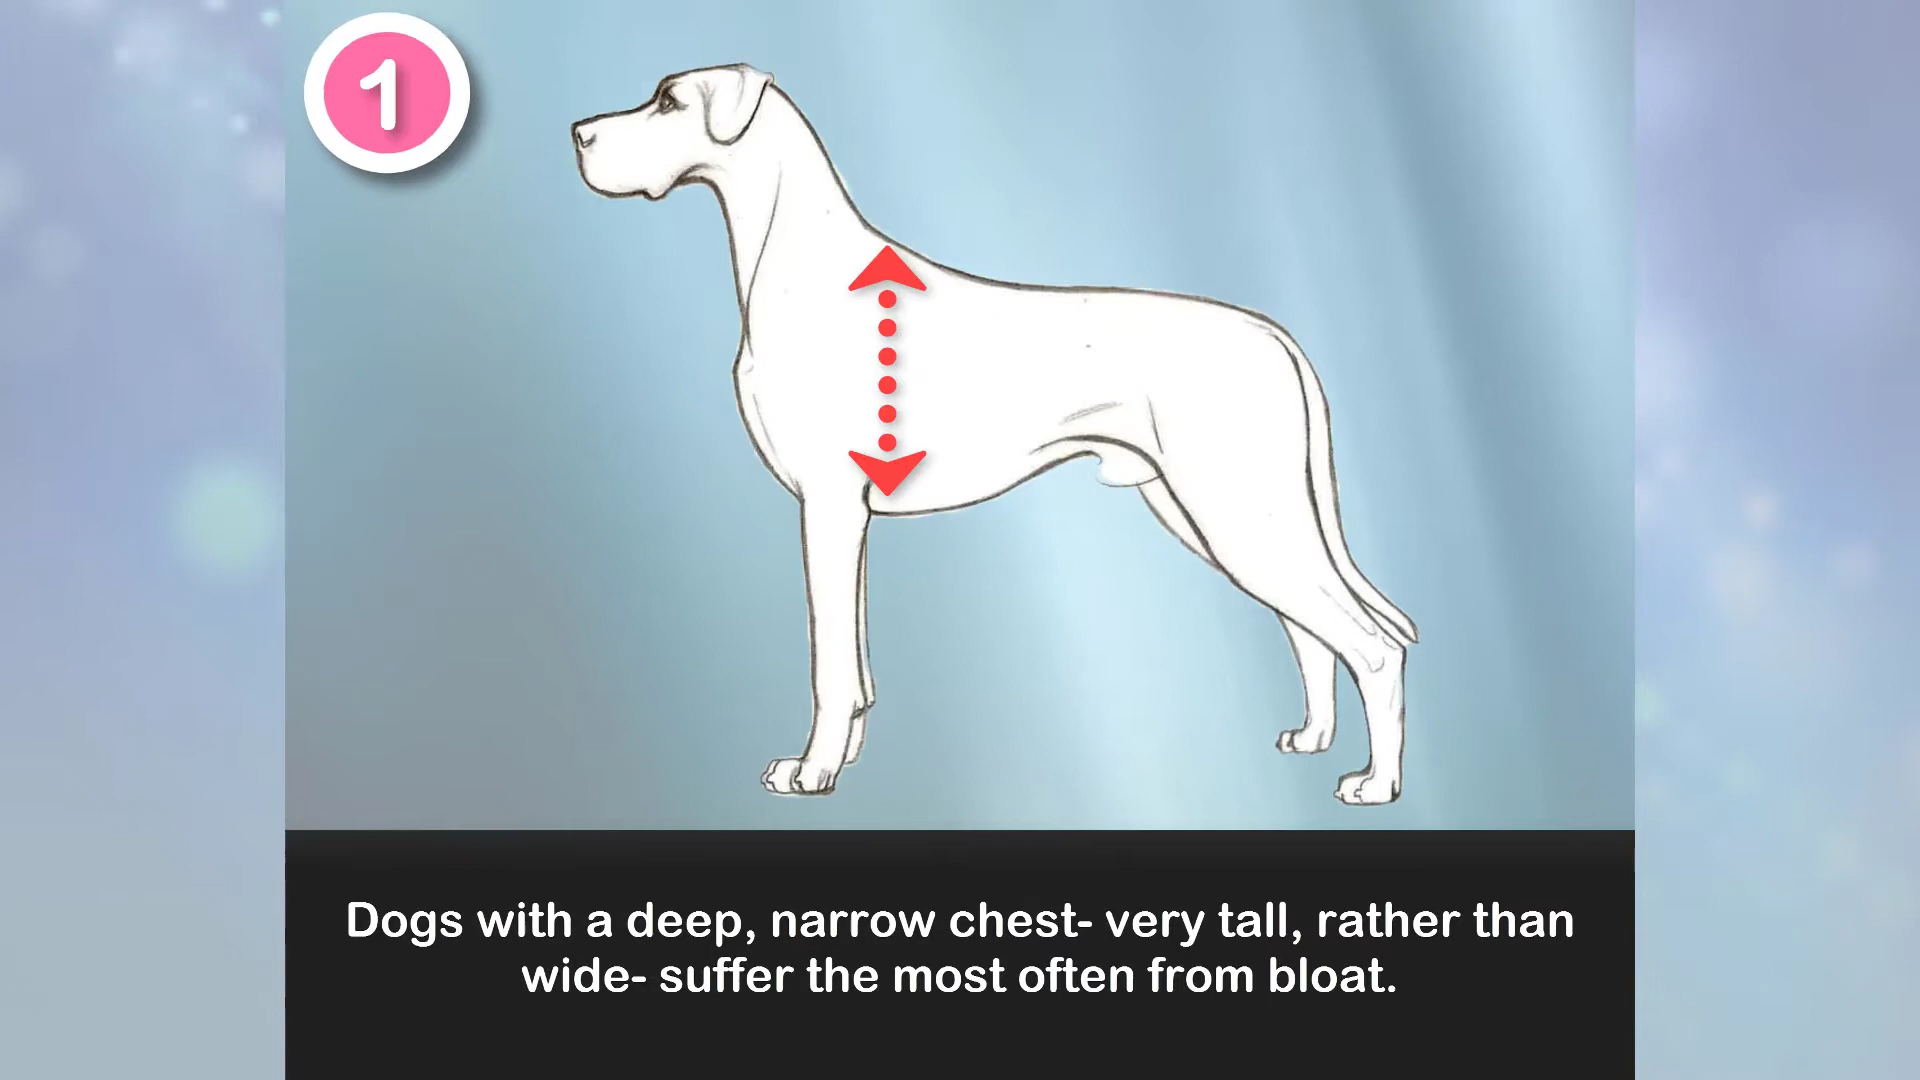 1
Dogs with a deep, narrow chest- very tall, rather than
wide- suffer the most often from bloat.